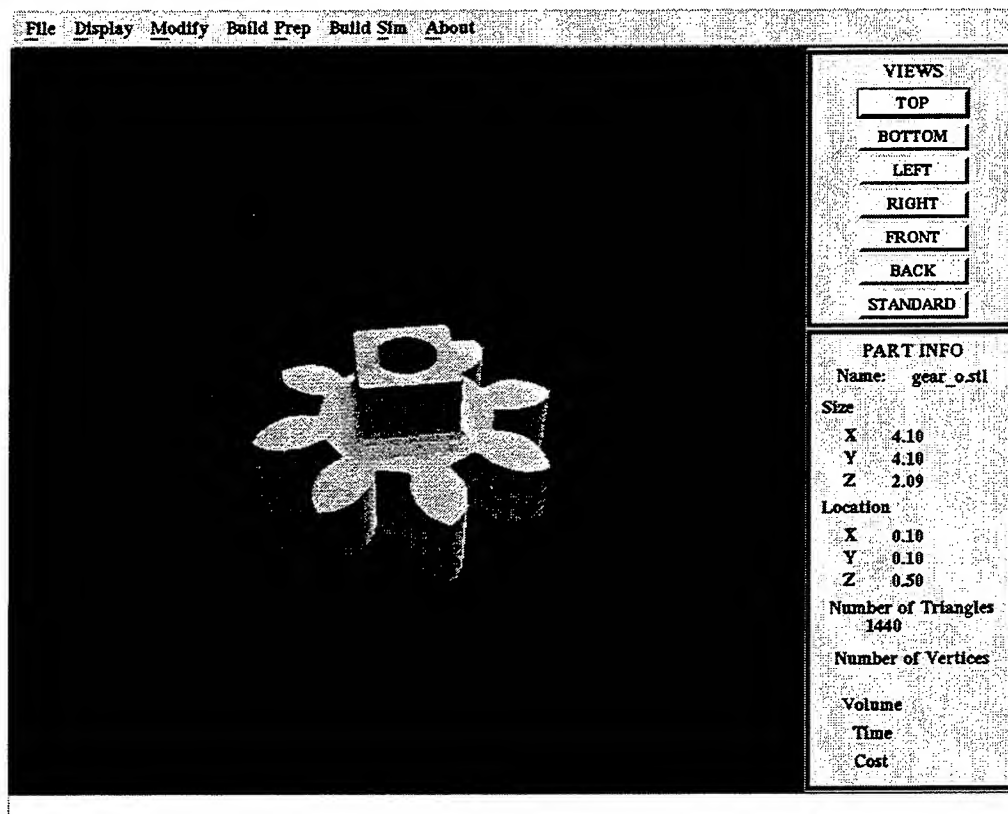 File Display Modify Build Prep Build Sim About
VIEWS
TOP
BOTTOM
LEFT
RIGHT
FRONT
BACK
STANDARD
PART INFO
Name: gear_o.stl
Size
X 4.10
Y 4.10
Z 2.09
Location
X 0.10
Y 0.10
Z 0.50
Number of Triangles
1440
Number of Vertices
Volume
Time
Cost